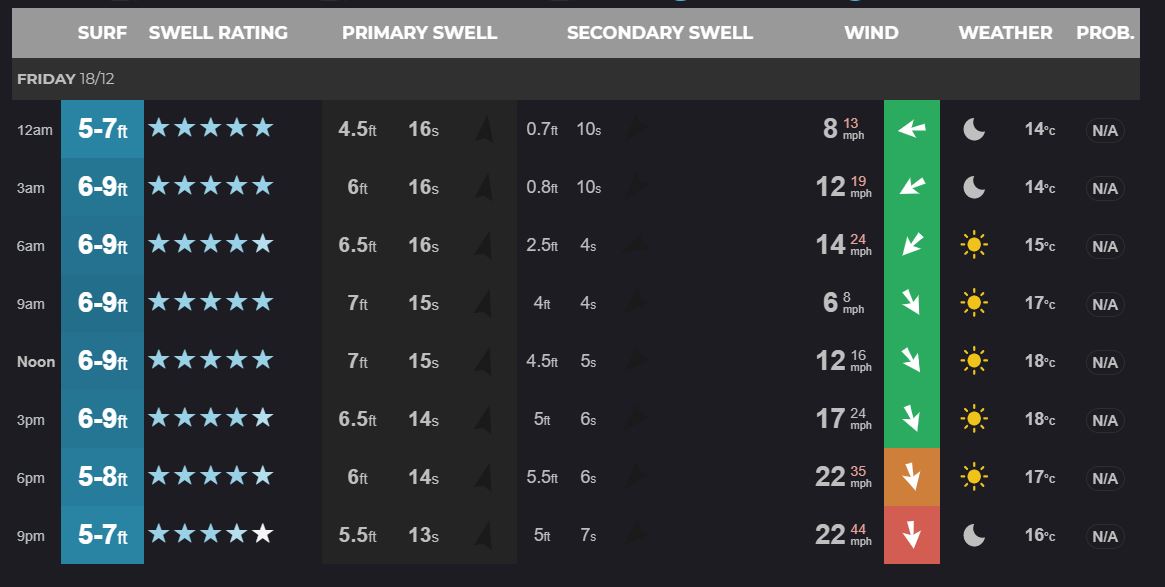 SURF SWELL RATING PRIMARY SWELL SECONDARY SWELL WIND WEATHER PROB.
FRIDAY 18/12
12am 5-7ft 4.5ft 16s 0.7ft 10s 8 13 mph 14°c N/A
3am 6-9ft 6ft 16s 0.8ft 10s 12 19 mph 14°c N/A
6am 6-9ft 6.5ft 16s 2.5ft 4s 14 24 mph 15°c N/A
9am 6-9ft 7ft 15s 4ft 4s 6 8 mph 17°c N/A
Noon 6-9ft 7ft 15s 4.5ft 5s 12 16 mph 18°c N/A
3pm 6-9ft 6.5ft 14s 5ft 6s 17 24 mph 18°c N/A
6pm 5-8ft 6ft 14s 5.5ft 6s 22 35 mph 17°c N/A
9pm 5-7ft 5.5ft 13s 5ft 7s 22 44 mph 16°c N/A